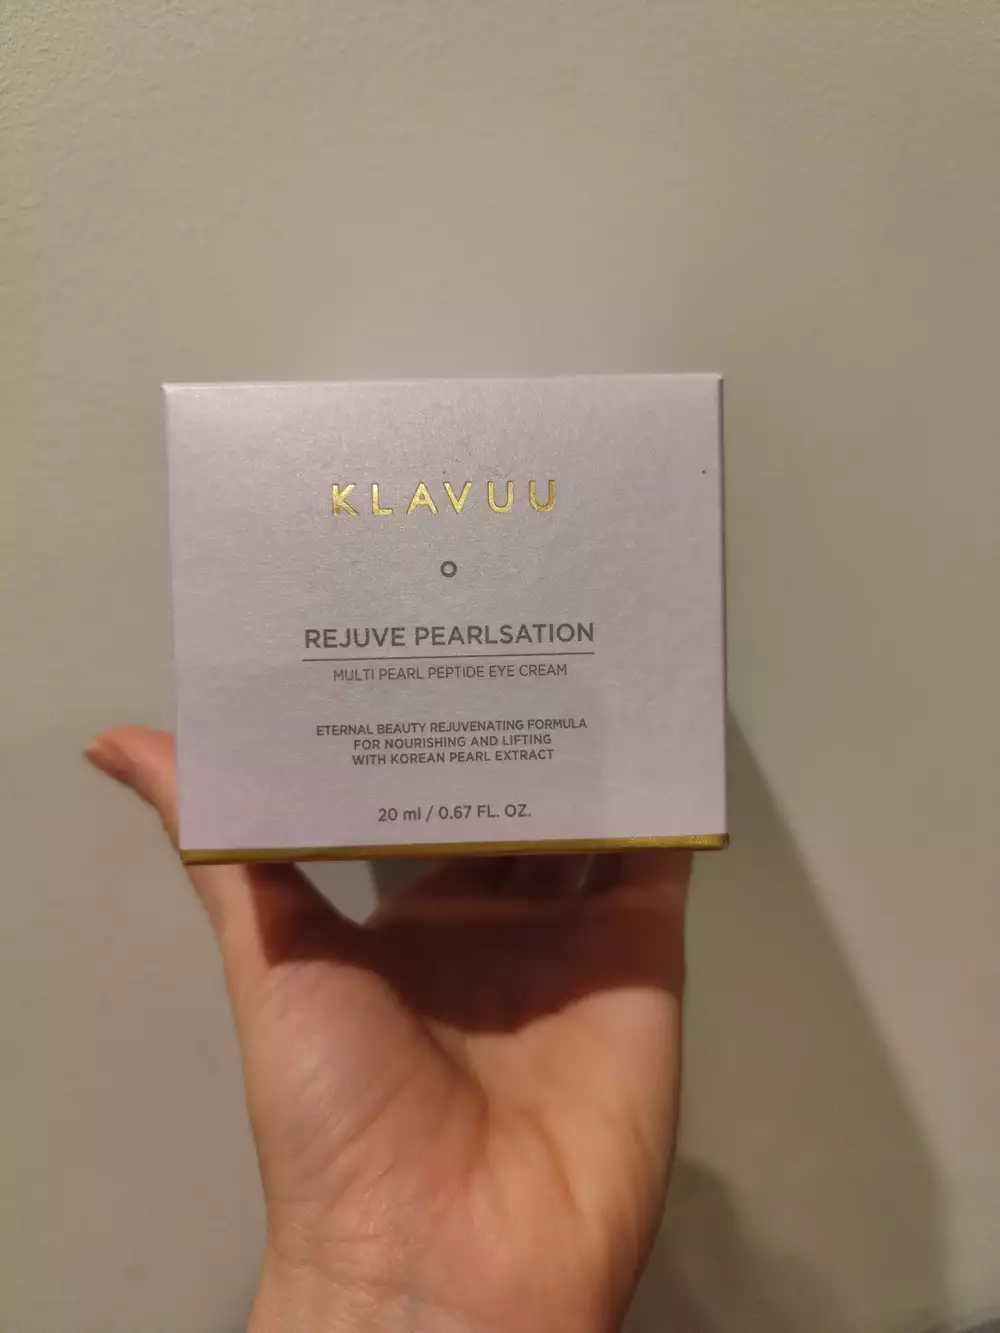 KLAVUU
REJUVE PEARLSATION
MULTI PEARL PEPTIDE EYE CREAM
ETERNAL BEAUTY REJUVENATING FORMULA
FOR NOURISHING AND LIFTING
WITH KOREAN PEARL EXTRACT
20 ml / 0.67 FL. OZ.